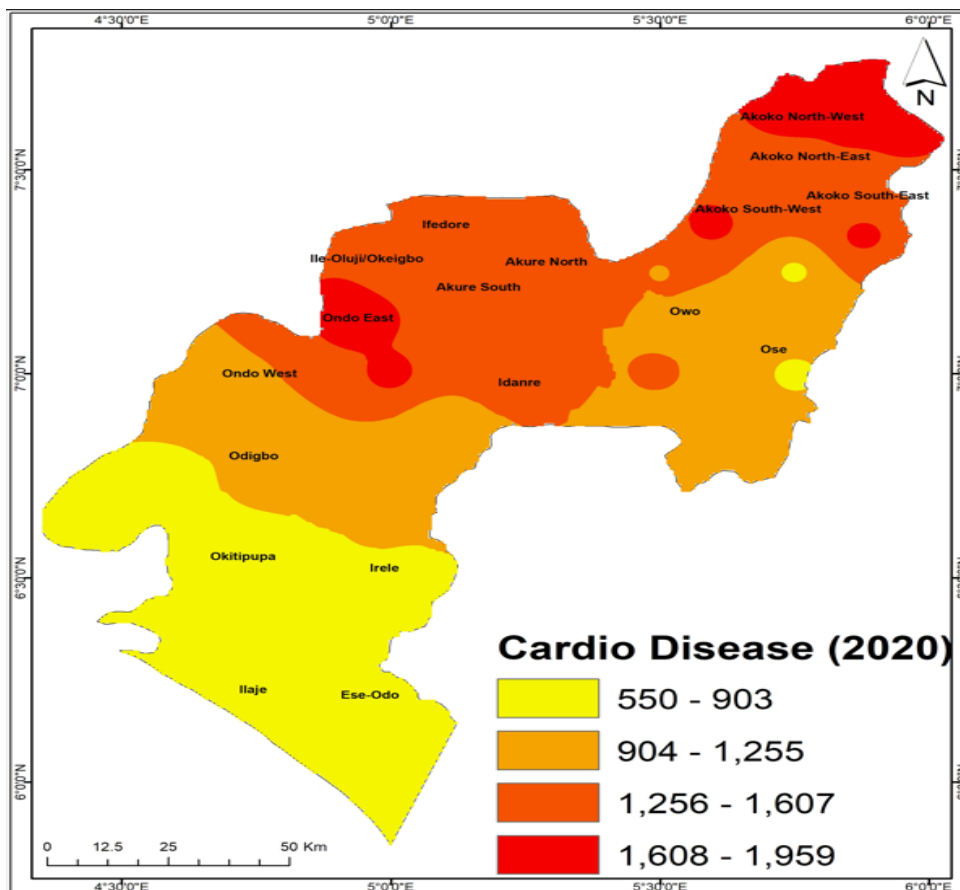 4°30'0"E 5°0'0"E 5°30'0"E 6°0'0"E
N
Akoko North-West
7°30'0"N
Akoko North-East
Akoko South-East
Akoko South-West
Ifedore
Ile-Oluji/Okeigbo
Akure North
Akure South
Owo
Ondo East
Ose
7°0'0"N
Ondo West
Idanre
Odigbo
Okitipupa
Irele
6°30'0"N
Ilaje
Ese-Odo
6°0'0"N
Cardio Disease (2020)
550 - 903
904 - 1,255
1,256 - 1,607
1,608 - 1,959
0 12.5 25 50 Km
4°30'0"E 5°0'0"E 5°30'0"E 6°0'0"E